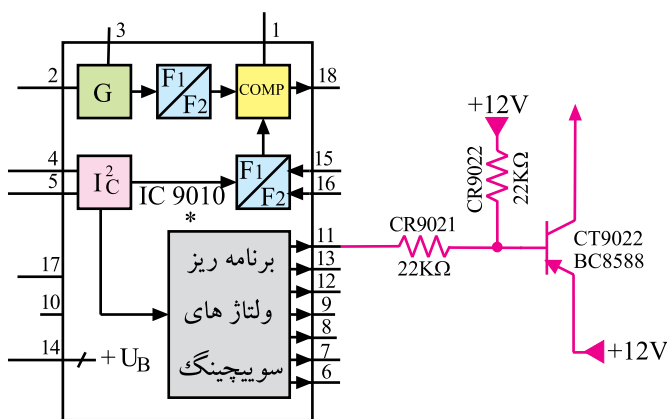 3
1
2
G
F1
F2
COMP
18
+12V
4
5
I²C
F1
F2
15
16
IC 9010
*
CR9022
22KΩ
11
CR9021
22KΩ
CT9022
BC8588
برنامه ریز
ولتاژ های
سوییچینگ
13
12
9
8
7
6
17
10
14
+UB
+12V